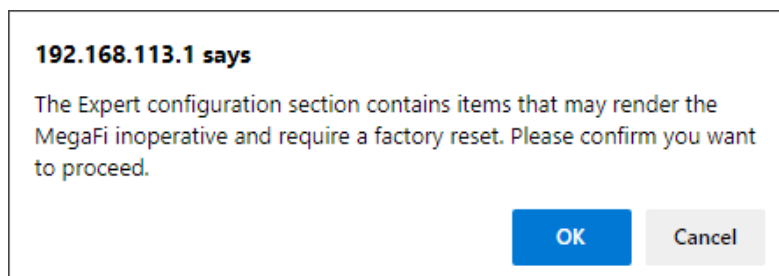 192.168.113.1 says
The Expert configuration section contains items that may render the
MegaFi inoperative and require a factory reset. Please confirm you want
to proceed.
OK
Cancel